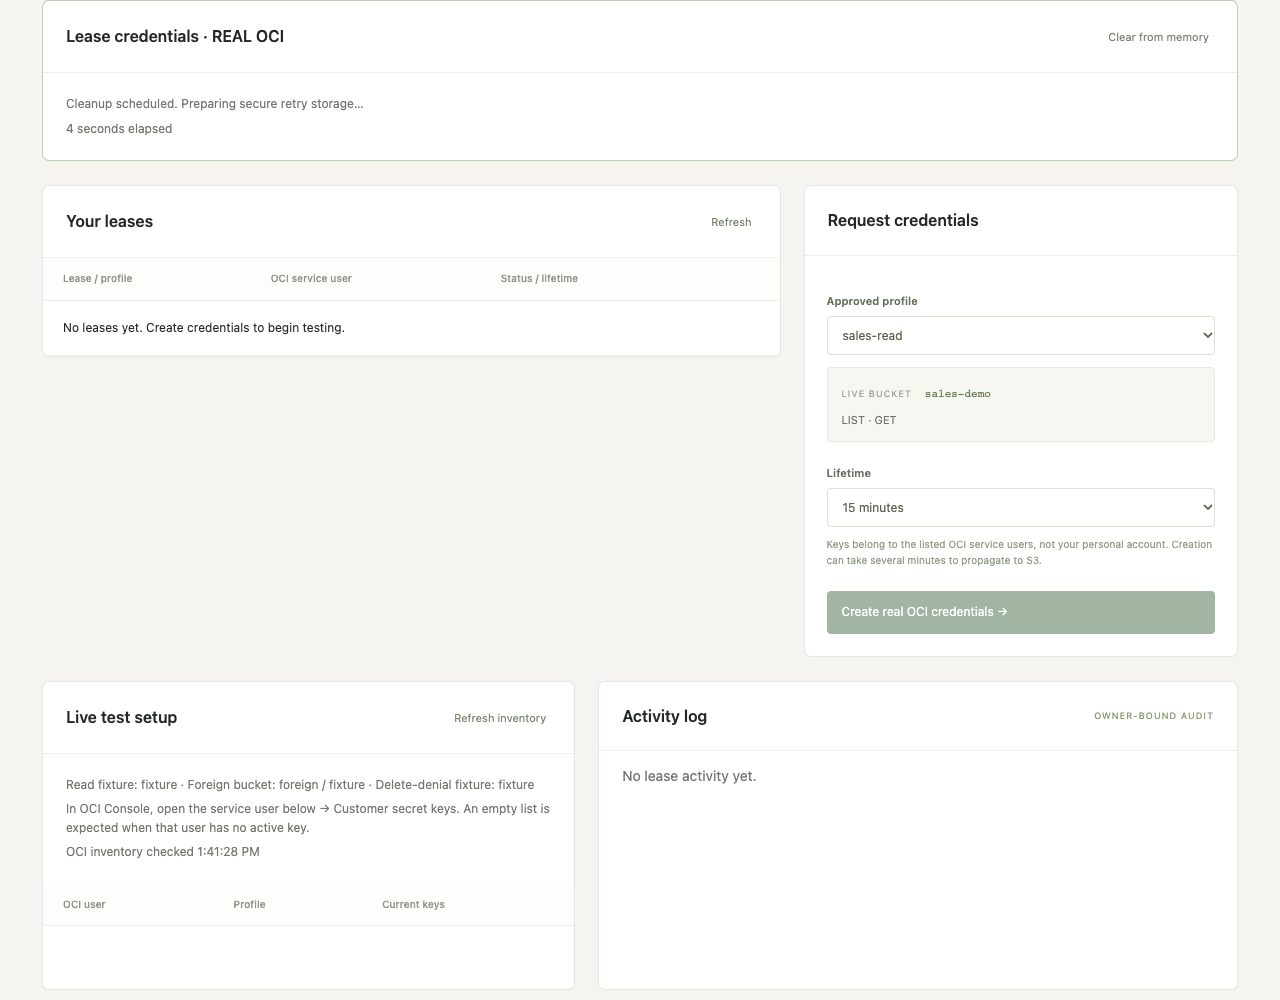 Lease credentials · REAL OCI
Clear from memory
Cleanup scheduled. Preparing secure retry storage…
4 seconds elapsed
Your leases
Refresh
Lease / profile
OCI service user
Status / lifetime
No leases yet. Create credentials to begin testing.
Request credentials
Approved profile
sales-read
LIVE BUCKET sales-demo
LIST · GET
Lifetime
15 minutes
Keys belong to the listed OCI service users, not your personal account. Creation
can take several minutes to propagate to S3.
Create real OCI credentials →
Live test setup
Refresh inventory
Read fixture: fixture · Foreign bucket: foreign / fixture · Delete-denial fixture: fixture
In OCI Console, open the service user below → Customer secret keys. An empty list is
expected when that user has no active key.
OCI inventory checked 1:41:28 PM
OCI user
Profile
Current keys
Activity log
OWNER-BOUND AUDIT
No lease activity yet.